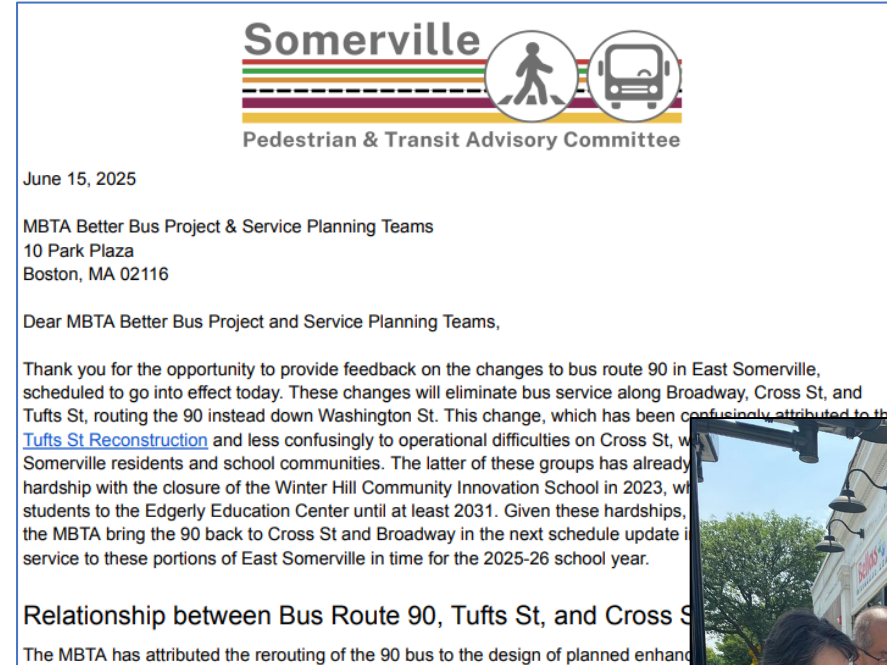 Somerville
Pedestrian & Transit Advisory Committee
June 15, 2025
MBTA Better Bus Project & Service Planning Teams
10 Park Plaza
Boston, MA 02116
Dear MBTA Better Bus Project and Service Planning Teams,
Thank you for the opportunity to provide feedback on the changes to bus route 90 in East Somerville,
scheduled to go into effect today. These changes will eliminate bus service along Broadway, Cross St, and
Tufts St, routing the 90 instead down Washington St. This change, which has been confusingly attributed to
Tufts St Reconstruction and less confusingly to operational difficulties on Cross St,
Somerville residents and school communities. The latter of these groups has already
hardship with the closure of the Winter Hill Community Innovation School in 2023,
students to the Edgerly Education Center until at least 2031. Given these hardships,
the MBTA bring the 90 back to Cross St and Broadway in the next schedule update
service to these portions of East Somerville in time for the 2025-26 school year.
Relationship between Bus Route 90, Tufts St, and Cross
The MBTA has attributed the rerouting of the 90 bus to the design of planned